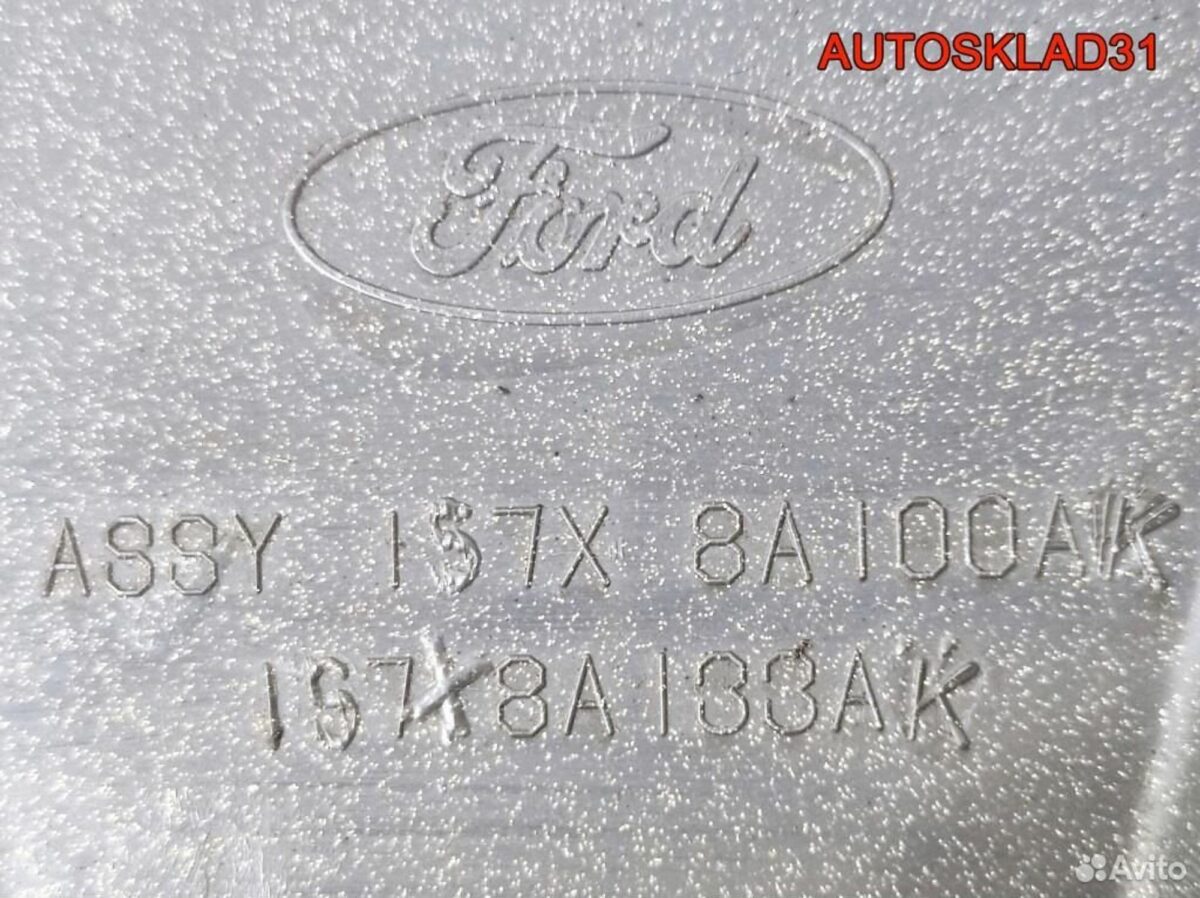 AUTOSKLAD31
Ford
ASSY 1S7X 8A100AK
1S7X8A133AK
Avito